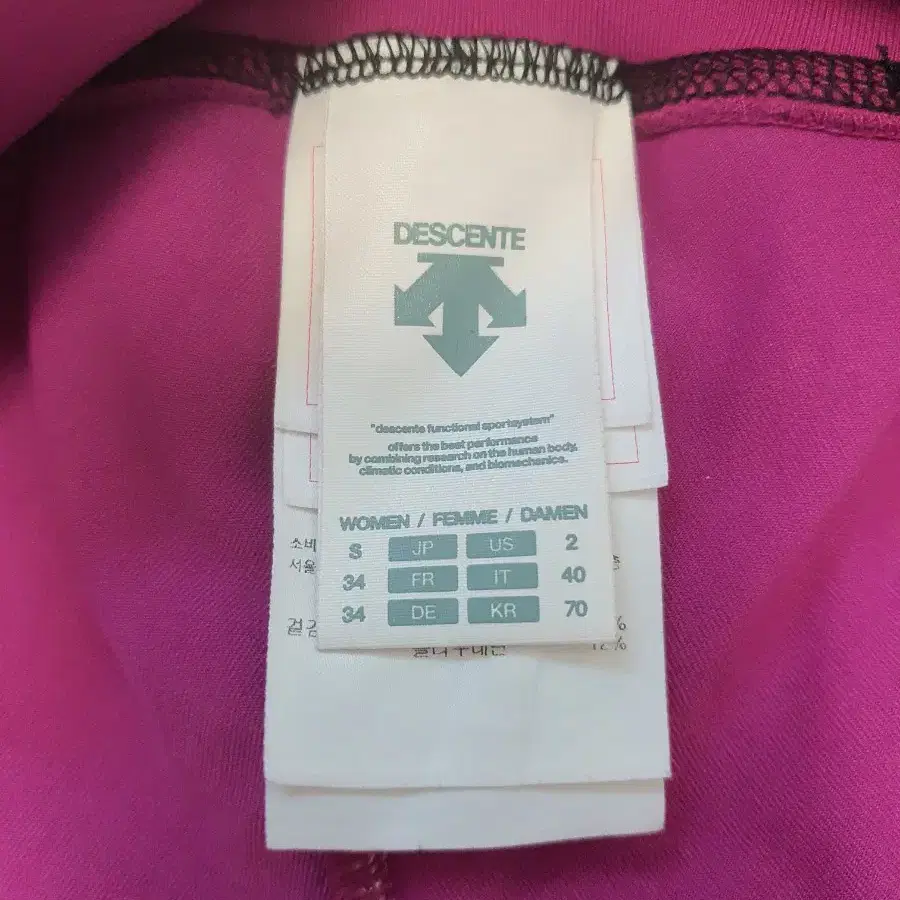 DESCENTE
"descente functional sportsystem"
offers the best performance
by combining research on the human body,
climatic conditions, and biomechanics.
WOMEN / FEMME / DAMEN
S JP US 2
34 FR IT 40
34 DE KR 70